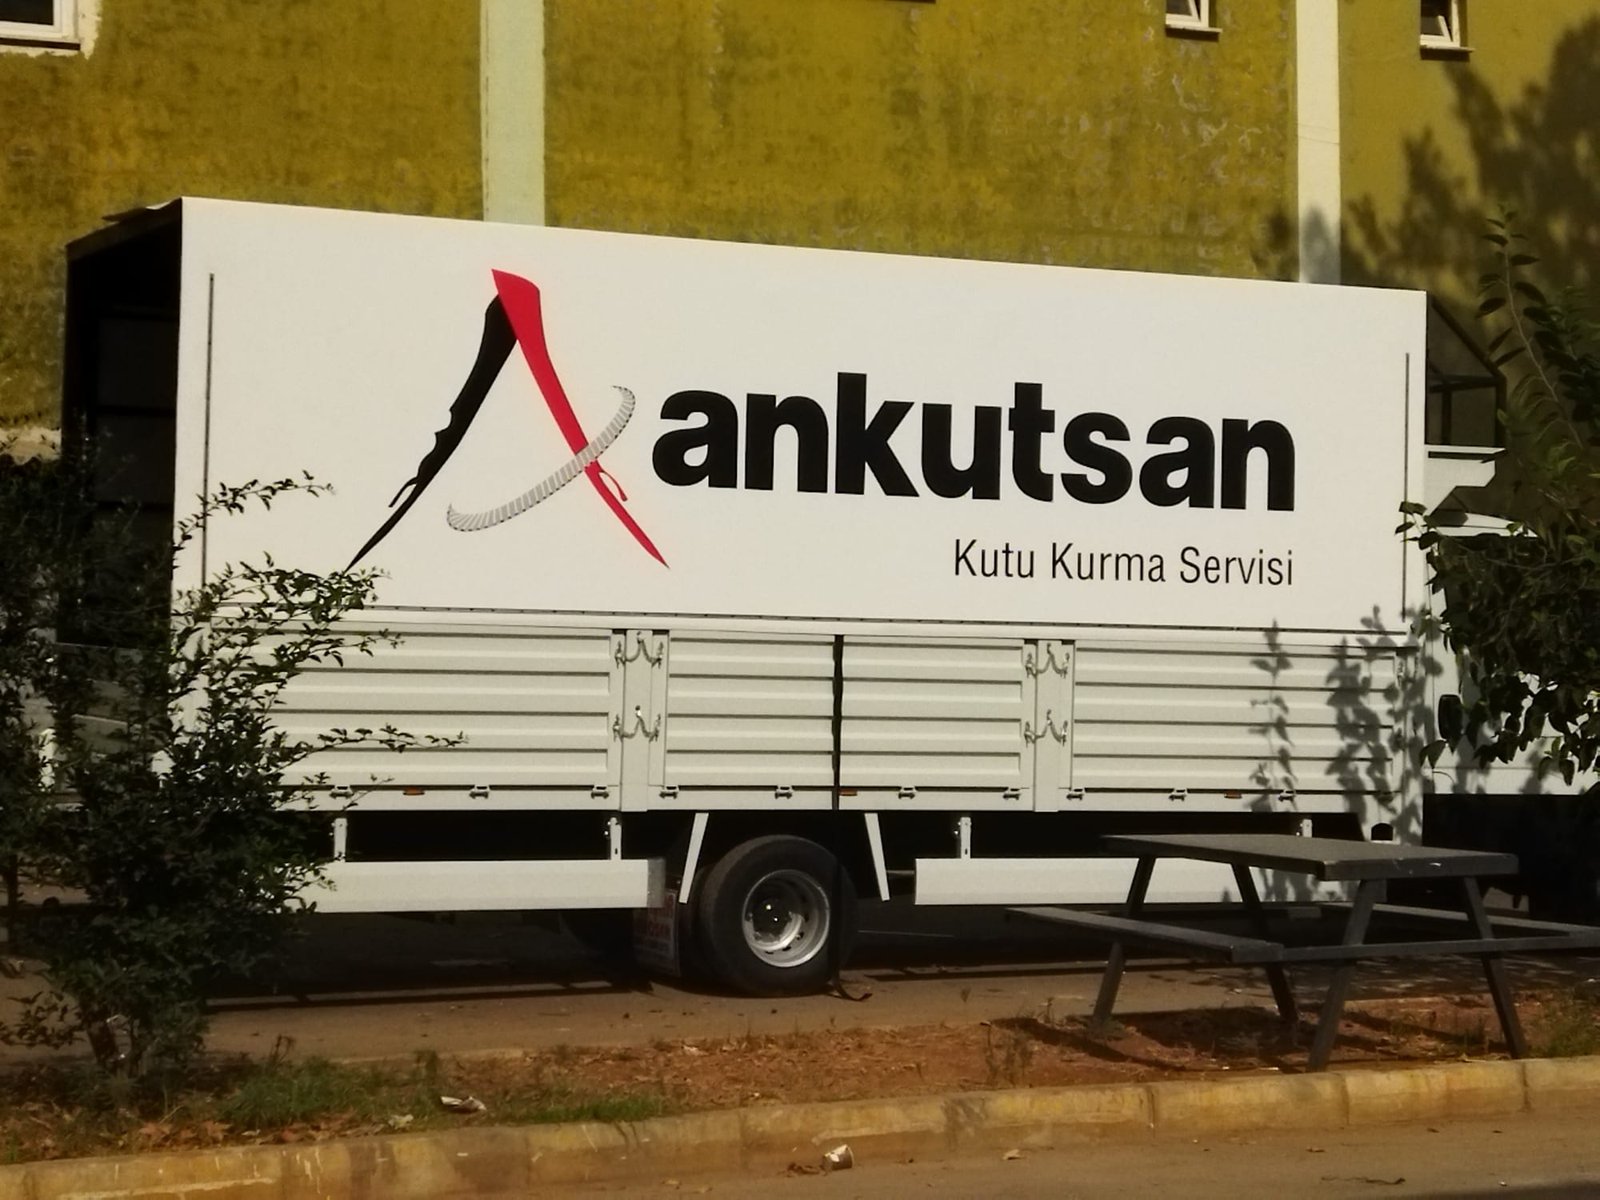 ankutsan
Kutu Kurma Servisi